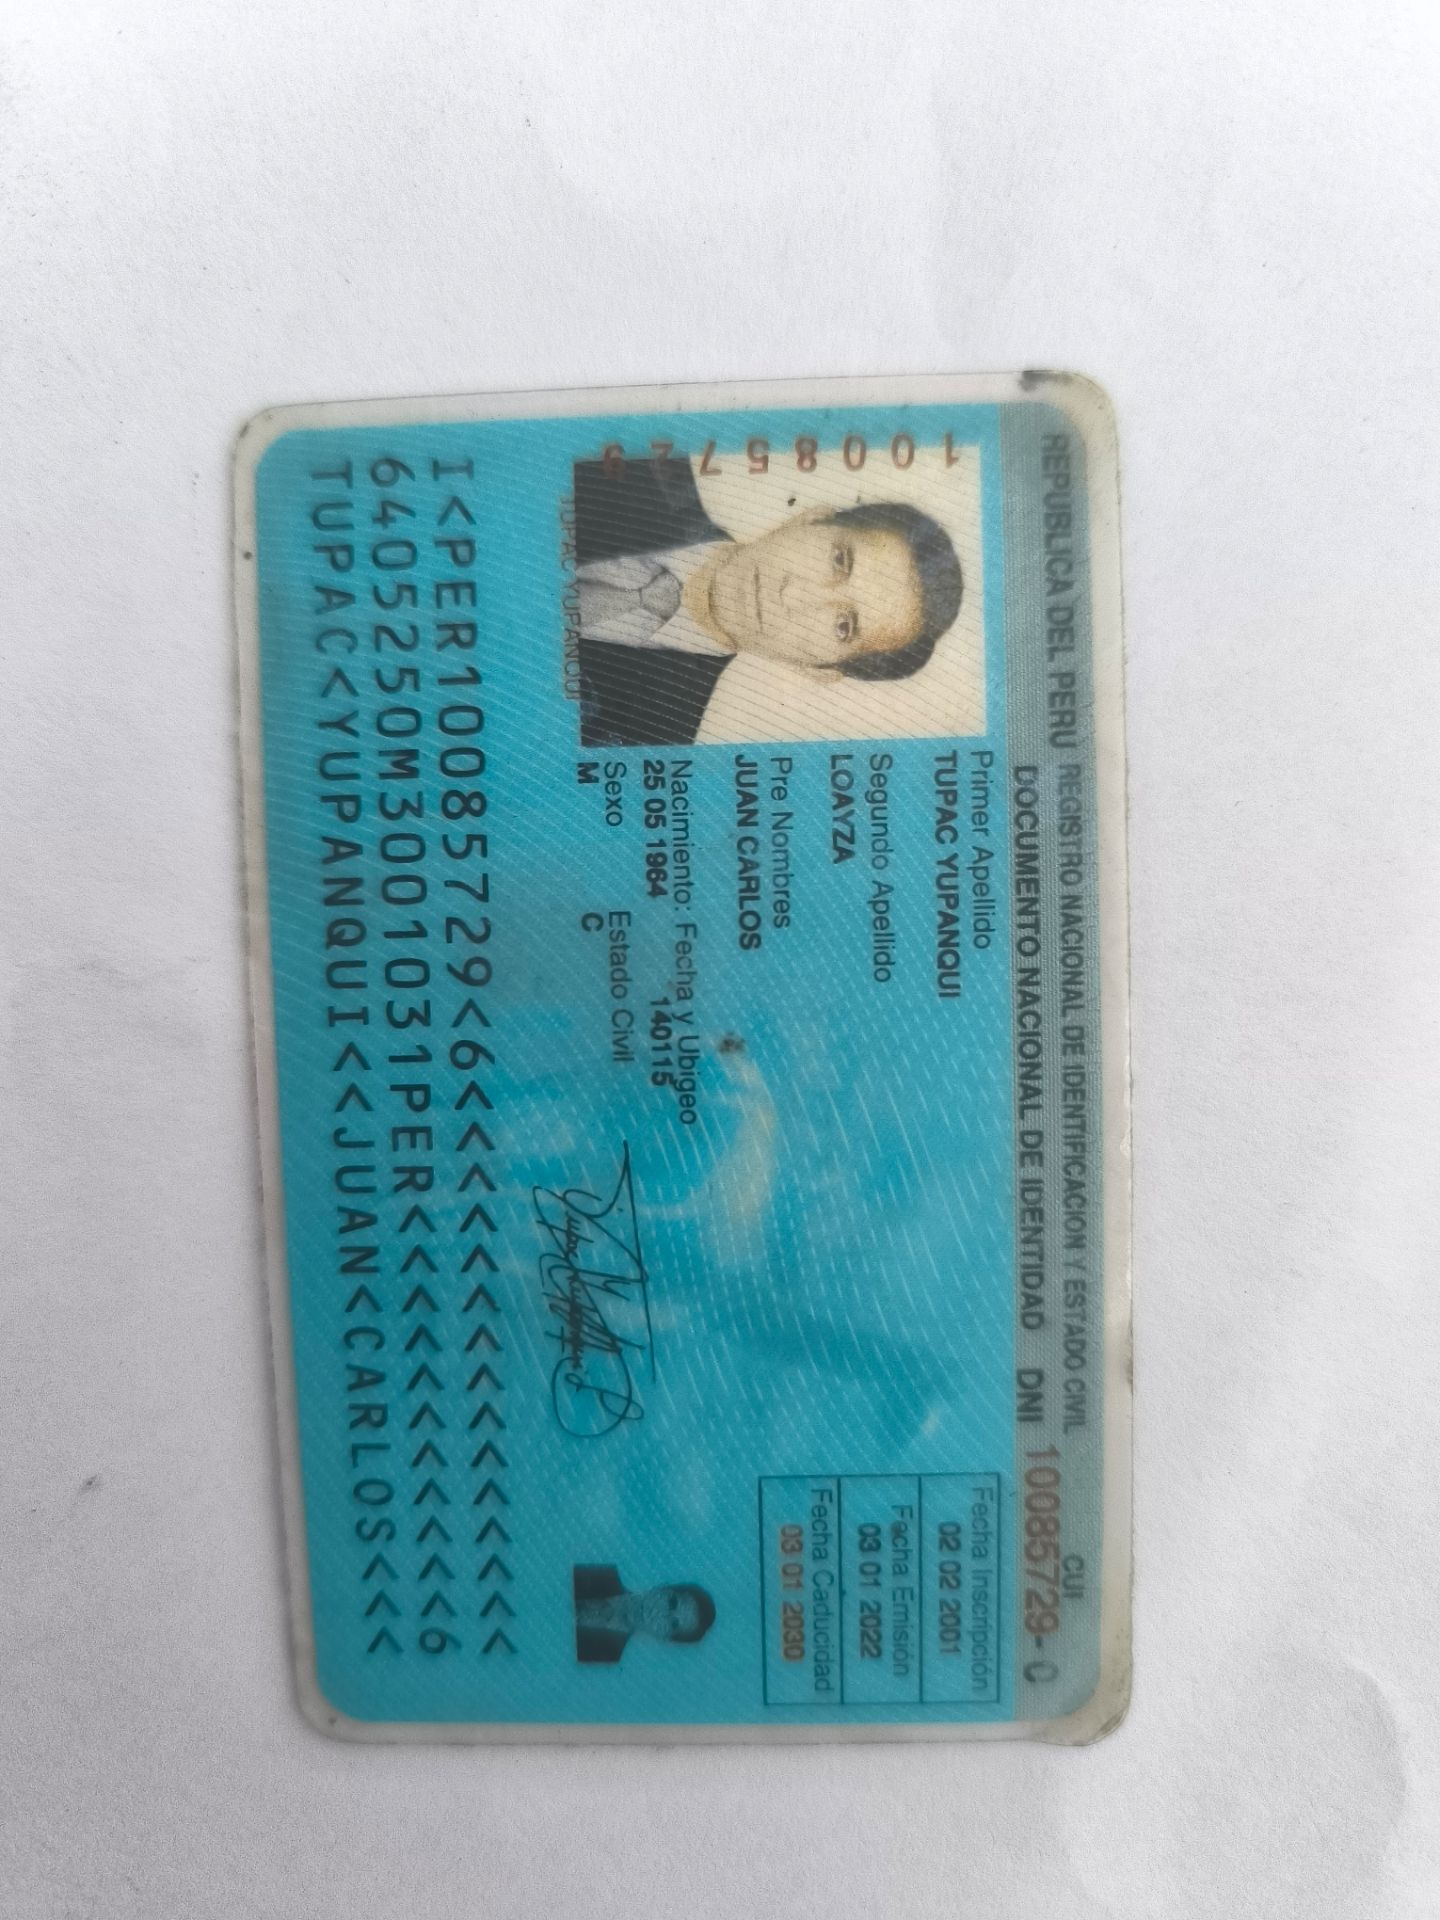 REPUBLICA DEL PERU REGISTRO NACIONAL DE IDENTIFICACION Y ESTADO CIVIL
CUI
DOCUMENTO NACIONAL DE IDENTIDAD DNI 10085729-0
10085729
TUPAC YUPANQUI
Primer Apellido
TUPAC YUPANQUI
Segundo Apellido
LOAYZA
Pre Nombres
JUAN CARLOS
Nacimiento: Fecha y Ubigeo
25 05 1964 140115
Sexo Estado Civil
M C
Fecha Inscripción
02 02 2001
Fecha Emisión
03 01 2022
Fecha Caducidad
03 01 2030
I<PER10085729<6<<<<<<<<<<<<<<<
6405250M3001031PER<<<<<<<<<<<6
TUPAC<YUPANQUI<<JUAN<CARLOS<<<